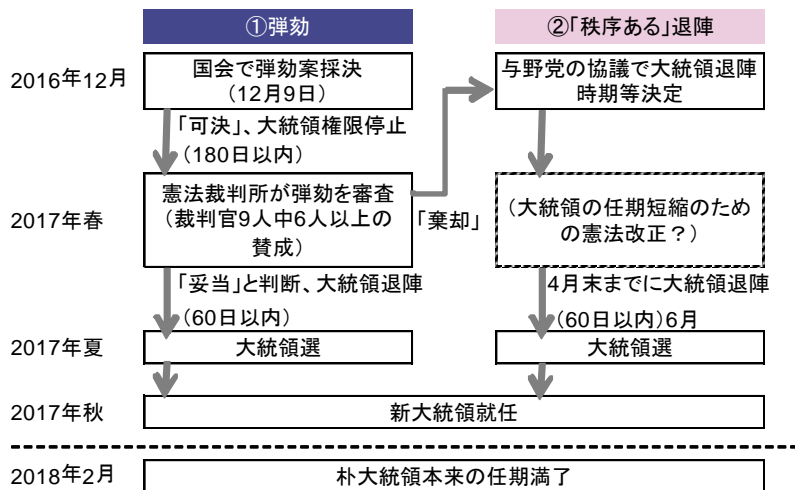 ①弾劾
②「秩序ある」退陣
2016年12月
国会で弾劾案採決
（12月9日）
与野党の協議で大統領退陣
時期等決定
「可決」、大統領権限停止
（180日以内）
2017年春
憲法裁判所が弾劾を審査
（裁判官9人中6人以上の
賛成）
「棄却」
（大統領の任期短縮のため
の憲法改正？）
「妥当」と判断、大統領退陣
（60日以内）
4月末までに大統領退陣
（60日以内）6月
2017年夏
大統領選
大統領選
2017年秋
新大統領就任
2018年2月
朴大統領本来の任期満了